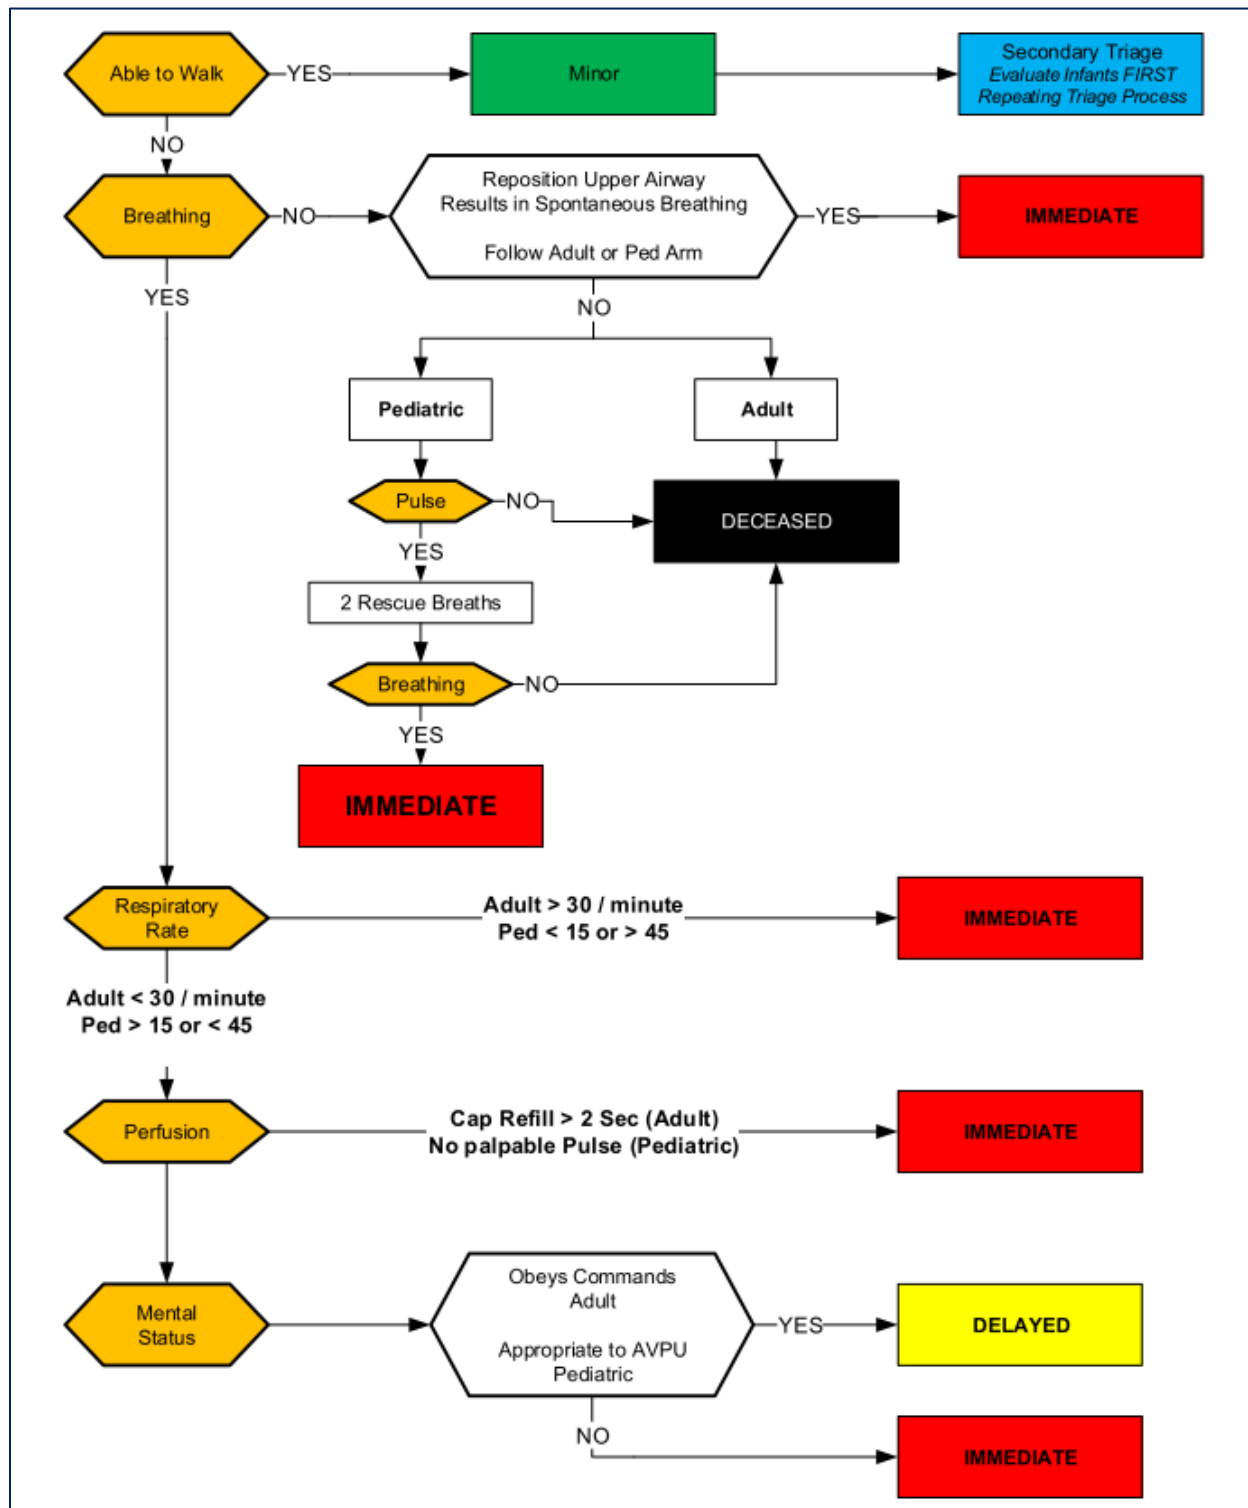 Able to Walk
YES
Minor
Secondary Triage
Evaluate Infants FIRST
Repeating Triage Process
NO
Breathing
NO
Reposition Upper Airway
Results in Spontaneous Breathing
Follow Adult or Ped Arm
YES
IMMEDIATE
YES
NO
Pediatric
Adult
Pulse
NO
DECEASED
YES
2 Rescue Breaths
Breathing
NO
YES
IMMEDIATE
Respiratory
Rate
Adult > 30 / minute
Ped < 15 or > 45
IMMEDIATE
Adult < 30 / minute
Ped > 15 or < 45
Perfusion
Cap Refill > 2 Sec (Adult)
No palpable Pulse (Pediatric)
IMMEDIATE
Mental
Status
Obeys Commands
Adult
Appropriate to AVPU
Pediatric
YES
DELAYED
NO
IMMEDIATE